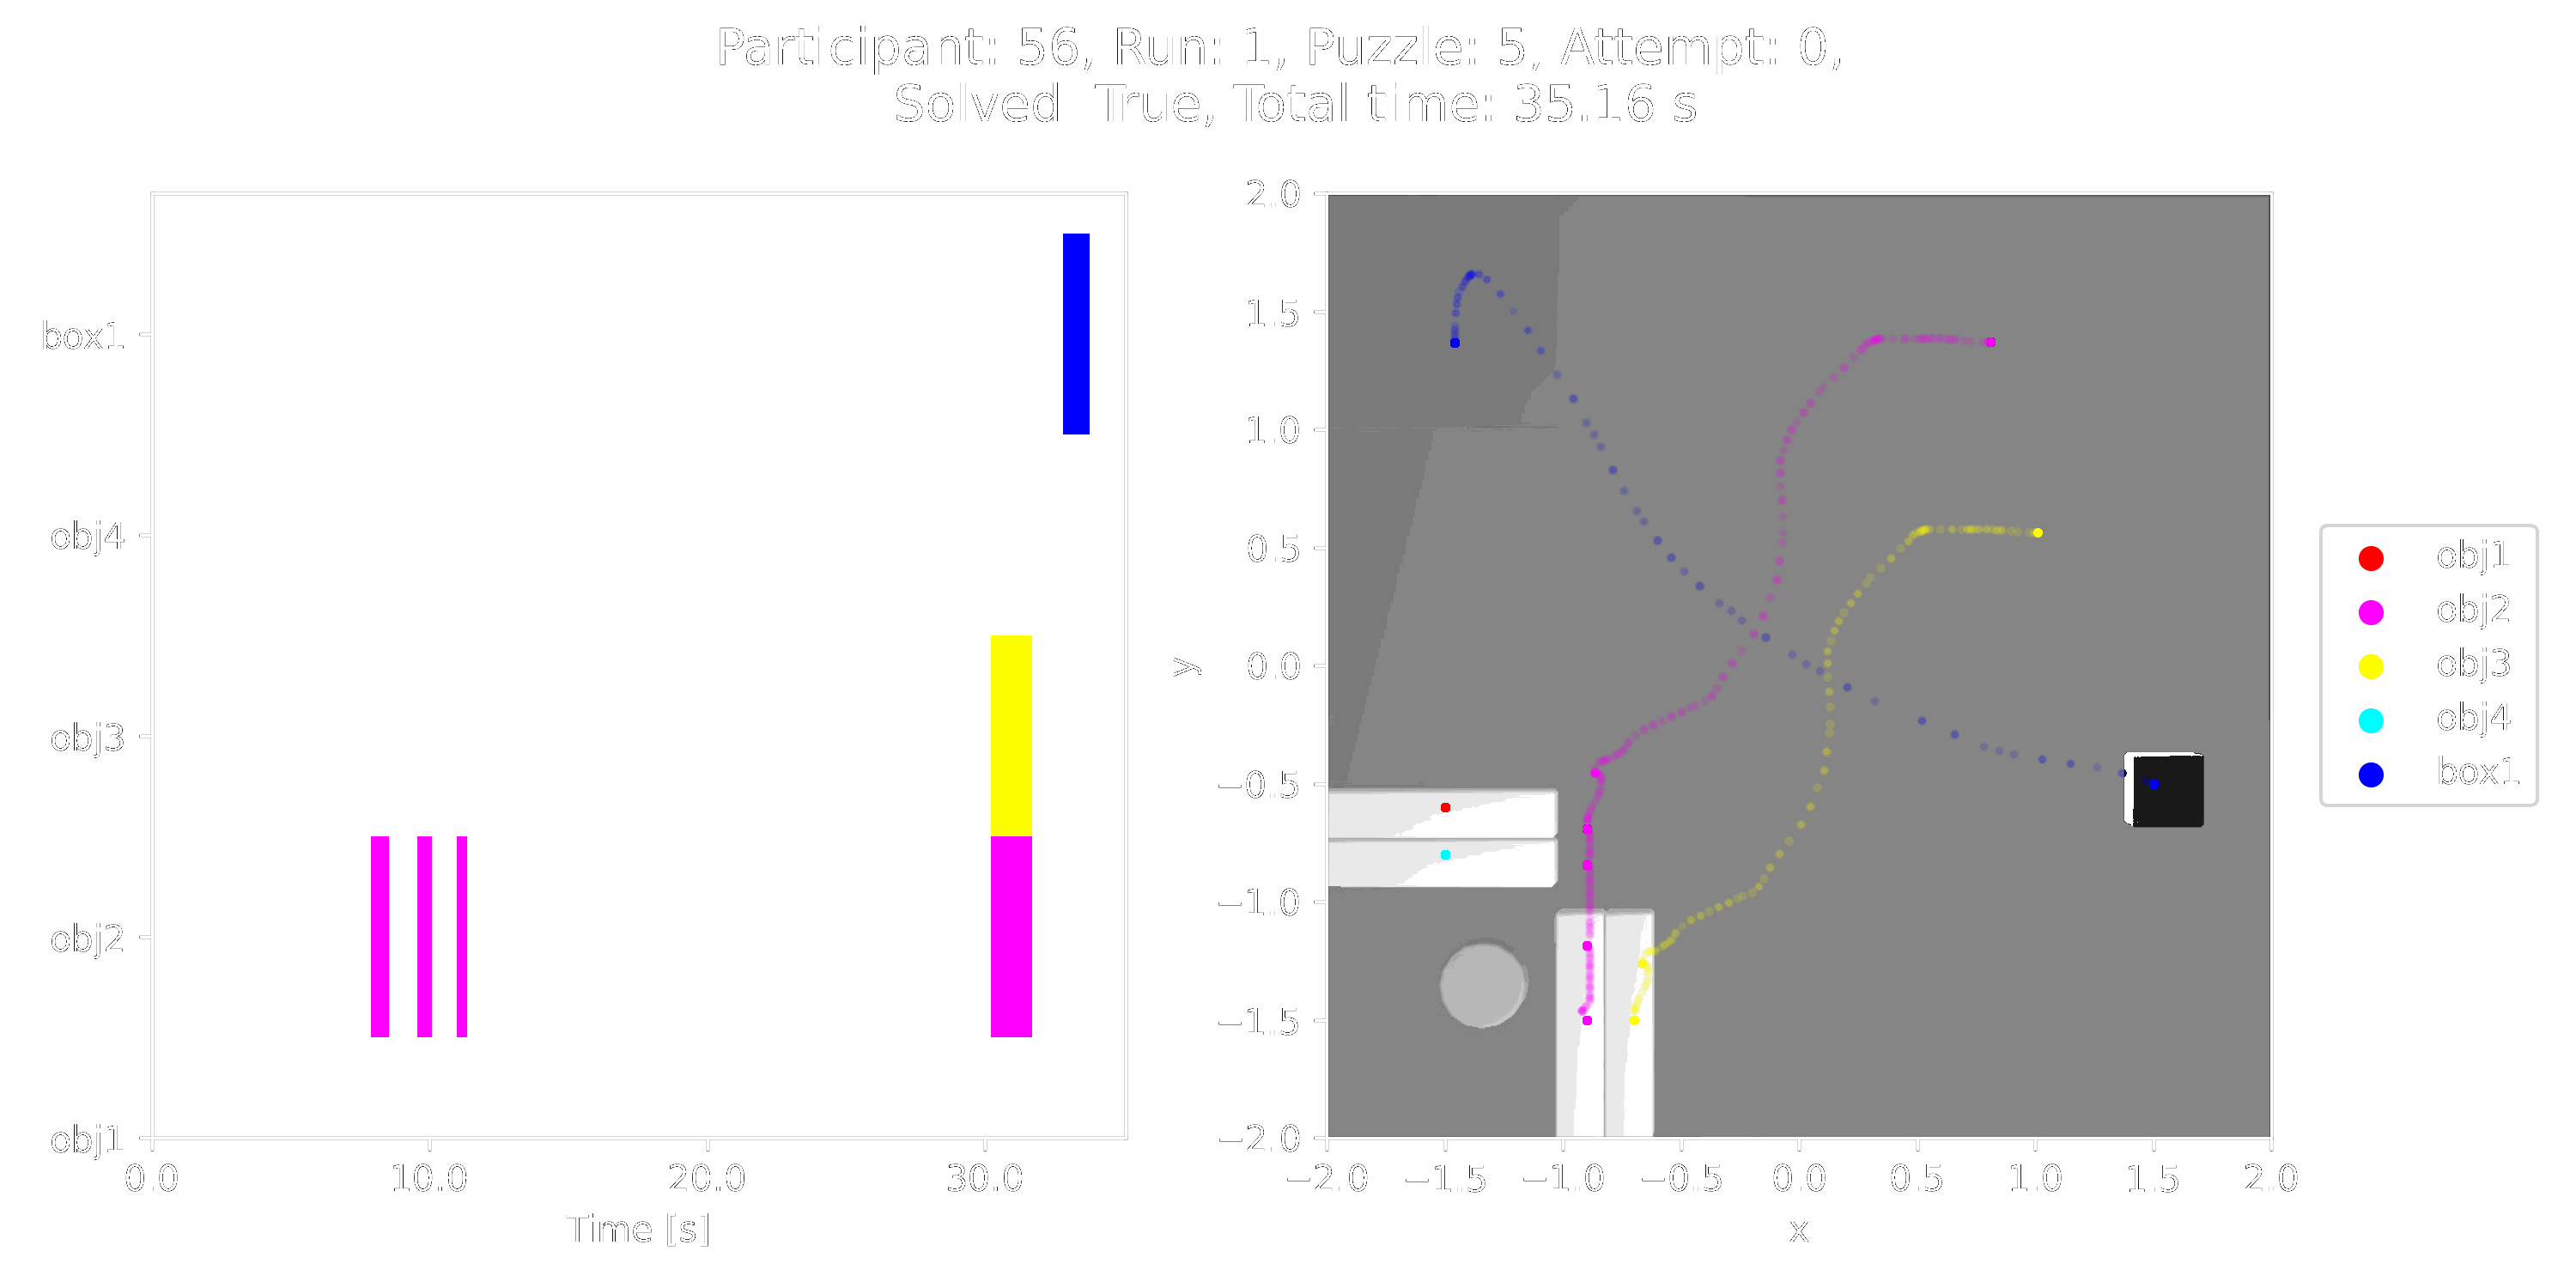 Participant: 56, Run: 1, Puzzle: 5, Attempt: 0,
Solved True, Total time: 35.16 s
box1
obj4
obj3
obj2
obj1
0.0 10.0 20.0 30.0
Time [s]
2.0
1.5
1.0
0.5
0.0
−0.5
−1.0
−1.5
−2.0
y
−2.0 −1.5 −1.0 −0.5 0.0 0.5 1.0 1.5 2.0
x
obj1
obj2
obj3
obj4
box1